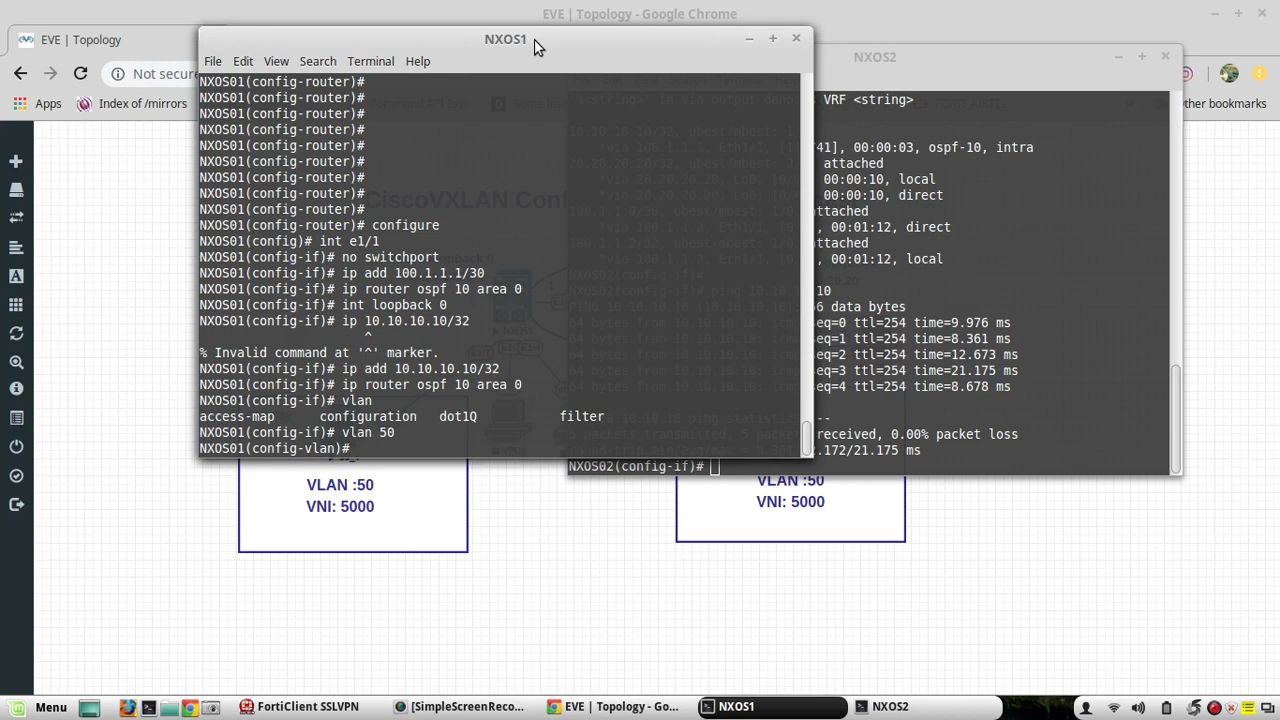 EVE | Topology - Google Chrome
EVE | Topology
Not secure
Apps
Index of /mirrors
ther bookmarks
NXOS1
File Edit View Search Terminal Help
NXOS01(config-router)#
NXOS01(config-router)#
NXOS01(config-router)#
NXOS01(config-router)#
NXOS01(config-router)#
NXOS01(config-router)#
NXOS01(config-router)#
NXOS01(config-router)#
NXOS01(config-router)#
NXOS01(config-router)# configure
NXOS01(config)# int e1/1
NXOS01(config-if)# no switchport
NXOS01(config-if)# ip add 100.1.1.1/30
NXOS01(config-if)# ip router ospf 10 area 0
NXOS01(config-if)# int loopback 0
NXOS01(config-if)# ip 10.10.10.10/32
^
% Invalid command at '^' marker.
NXOS01(config-if)# ip add 10.10.10.10/32
NXOS01(config-if)# ip router ospf 10 area 0
NXOS01(config-if)# vlan
access-map configuration dot1Q filter
NXOS01(config-if)# vlan 50
NXOS01(config-vlan)#
NXOS2
VRF <string>
41], 00:00:03, ospf-10, intra
attached
00:00:10, local
00:00:10, direct
attached
, 00:01:12, direct
attached
, 00:01:12, local
10
6 data bytes
seq=0 ttl=254 time=9.976 ms
seq=1 ttl=254 time=8.361 ms
seq=2 ttl=254 time=12.673 ms
seq=3 ttl=254 time=21.175 ms
seq=4 ttl=254 time=8.678 ms
--
received, 0.00% packet loss
.172/21.175 ms
NXOS02(config-if)#
CiscoVXLAN Conf
VLAN :50
VNI: 5000
VLAN :50
VNI: 5000
Menu
FortiClient SSLVPN
[SimpleScreenReco...
EVE | Topology - Go...
NXOS1
NXOS2